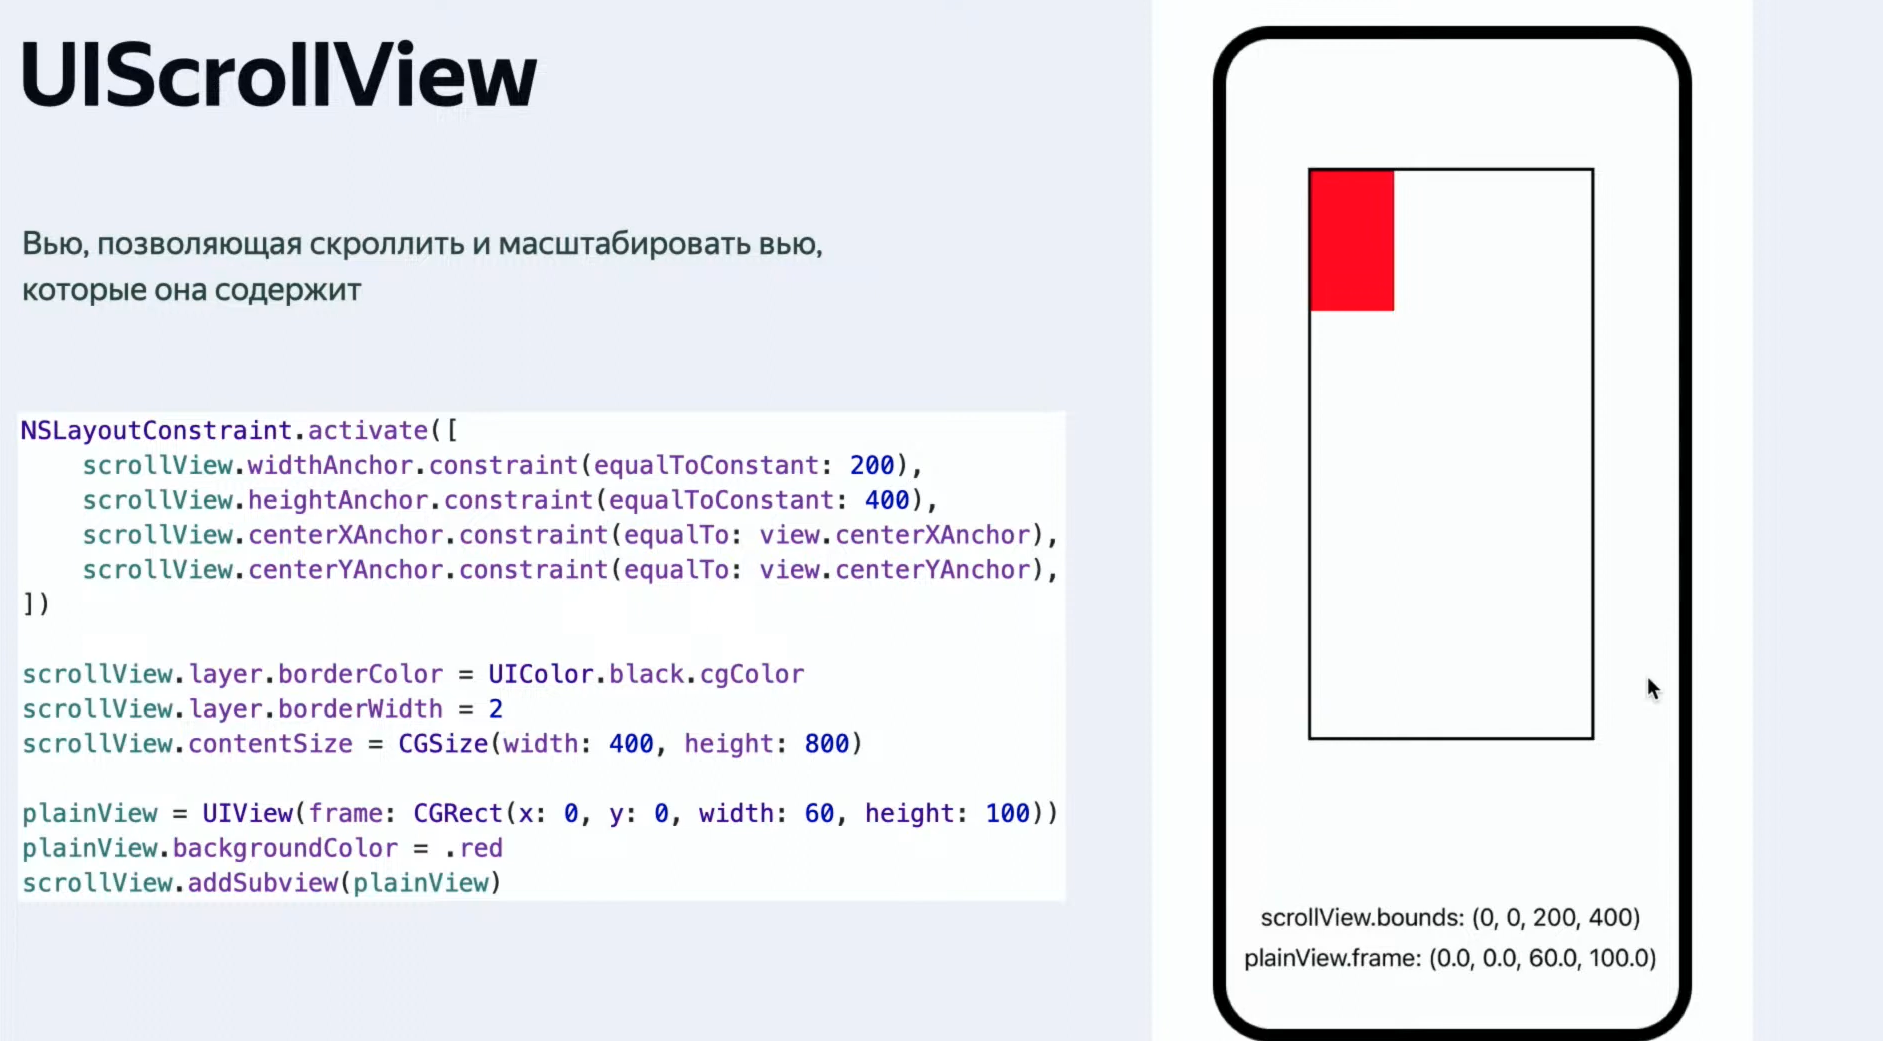 UIScrollView
Вью, позволяющая скроллить и масштабировать вью,
которые она содержит
NSLayoutConstraint.activate([
    scrollView.widthAnchor.constraint(equalToConstant: 200),
    scrollView.heightAnchor.constraint(equalToConstant: 400),
    scrollView.centerXAnchor.constraint(equalTo: view.centerXAnchor),
    scrollView.centerYAnchor.constraint(equalTo: view.centerYAnchor),
])
scrollView.layer.borderColor = UIColor.black.cgColor
scrollView.layer.borderWidth = 2
scrollView.contentSize = CGSize(width: 400, height: 800)
plainView = UIView(frame: CGRect(x: 0, y: 0, width: 60, height: 100))
plainView.backgroundColor = .red
scrollView.addSubview(plainView)
scrollView.bounds: (0, 0, 200, 400)
plainView.frame: (0.0, 0.0, 60.0, 100.0)